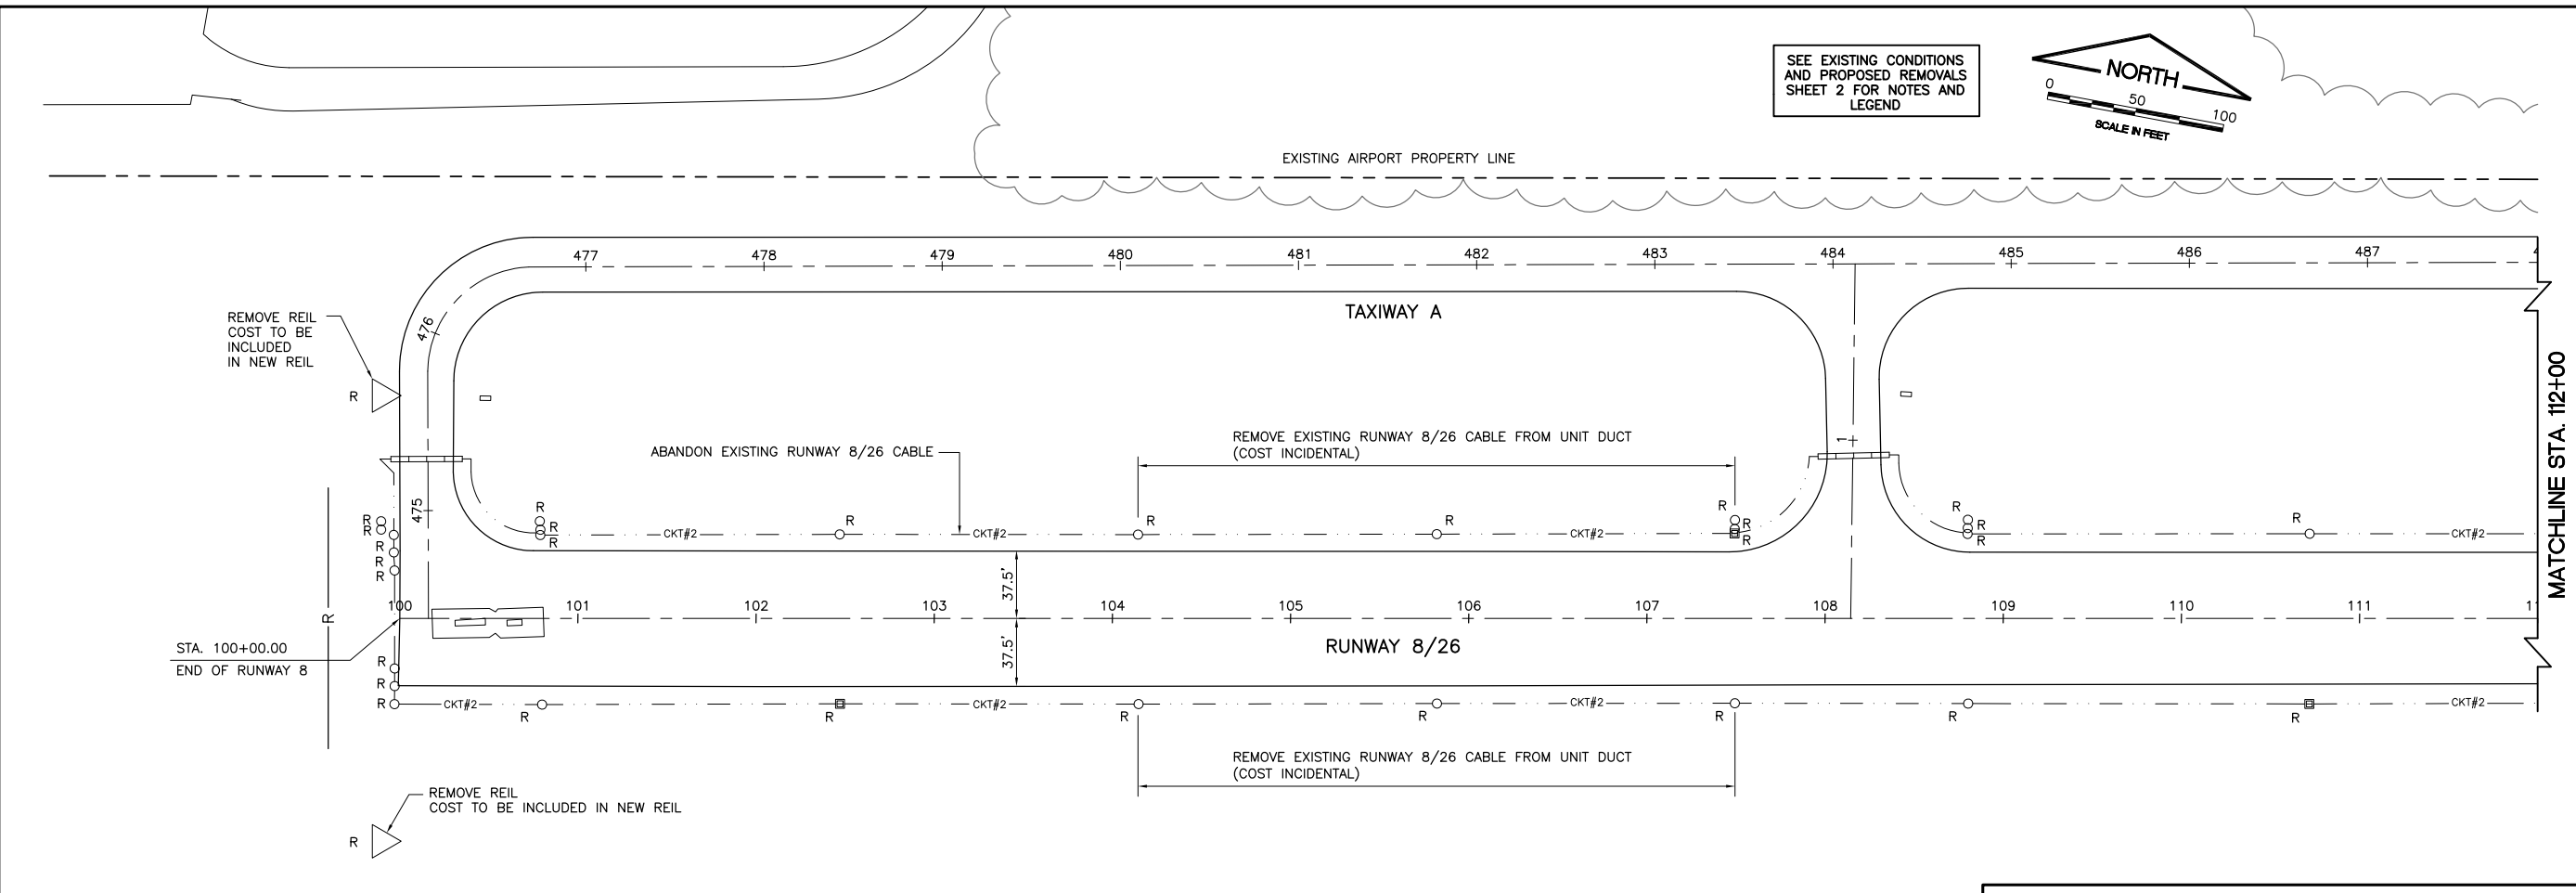 SEE EXISTING CONDITIONS
AND PROPOSED REMOVALS
SHEET 2 FOR NOTES AND
LEGEND
NORTH
0 50 100
SCALE IN FEET
EXISTING AIRPORT PROPERTY LINE
477 478 479 480 481 482 483 484 485 486 487 4
TAXIWAY A
REMOVE REIL
COST TO BE
INCLUDED
IN NEW REIL
476
R
ABANDON EXISTING RUNWAY 8/26 CABLE
REMOVE EXISTING RUNWAY 8/26 CABLE FROM UNIT DUCT
(COST INCIDENTAL)
1
MATCHLINE STA. 112+00
475
R R R R R R R
R R R R
R R R
CKT#2 CKT#2 CKT#2 CKT#2
R
R
R
R
R
37.5'
100 101 102 103 104 105 106 107 108 109 110 111 11
R
STA. 100+00.00
END OF RUNWAY 8
RUNWAY 8/26
37.5'
R
R
R CKT#2 CKT#2 CKT#2 CKT#2
R R R R R R R
REMOVE EXISTING RUNWAY 8/26 CABLE FROM UNIT DUCT
(COST INCIDENTAL)
REMOVE REIL
COST TO BE INCLUDED IN NEW REIL
R